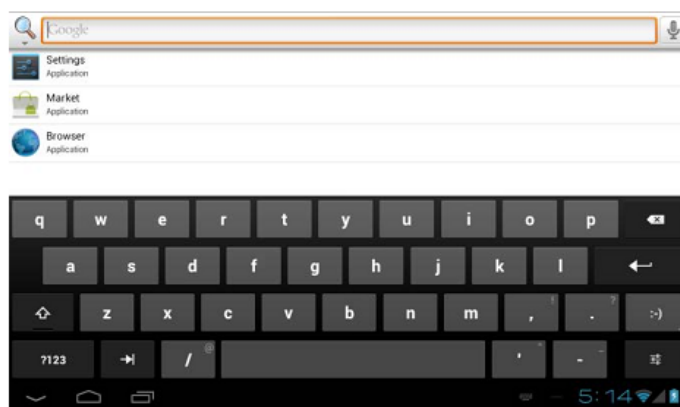 Google
Settings
Application
Market
Application
Browser
Application
q w e r t y u i o p
a s d f g h j k l
! ?
z x c v b n m , . :-)
@ " _
?123 / ' -
5:14